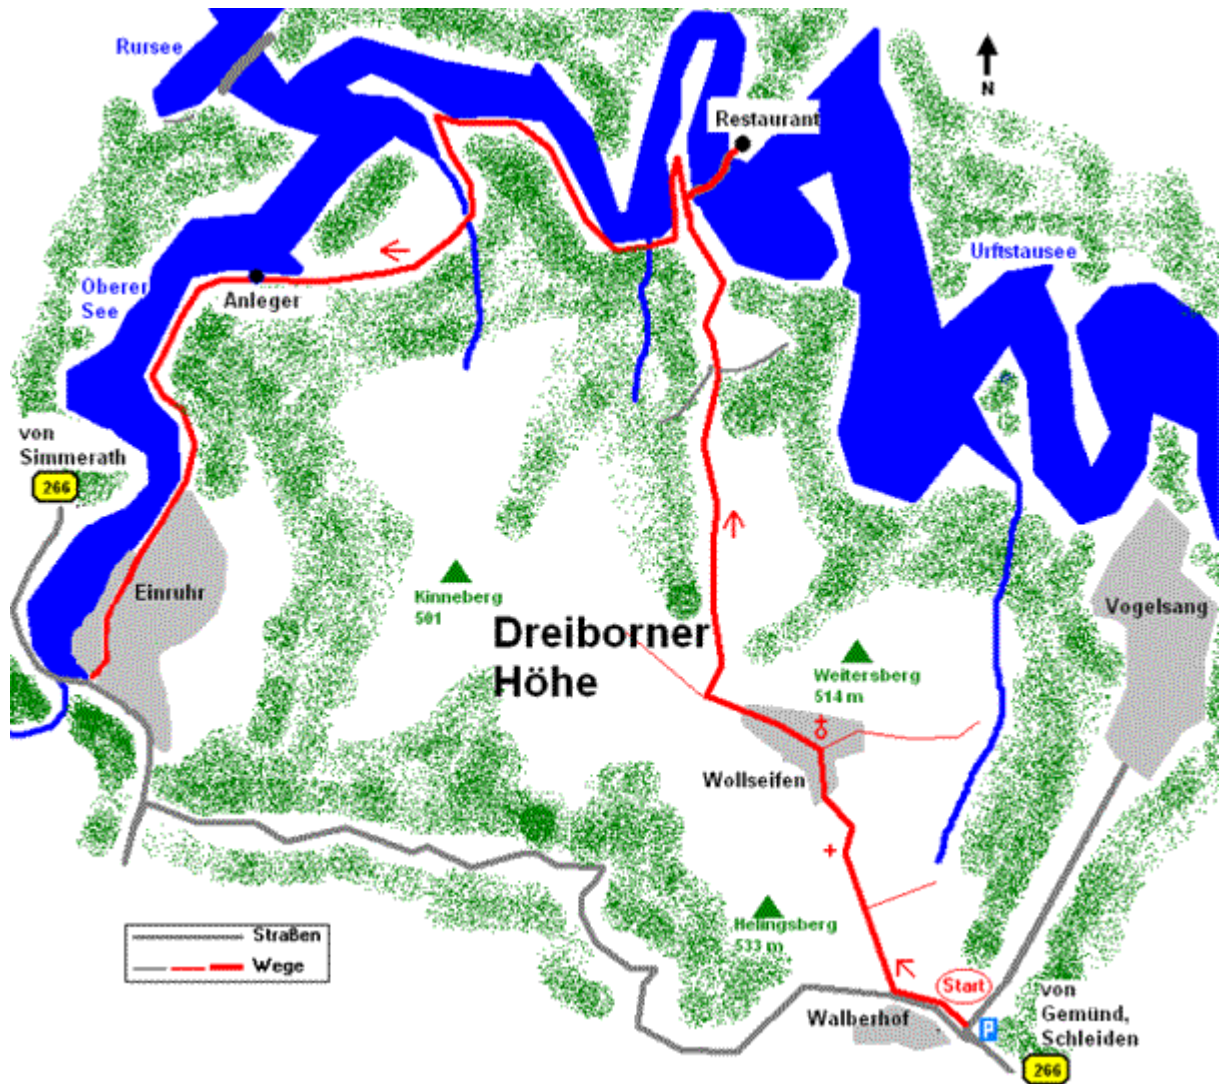 Rursee
N
Restaurant
Urftstausee
Oberer
See
Anleger
von
Simmerath
266
Einruhr
Kinneberg
501
Dreiborner
Höhe
Vogelsang
Weitersberg
514 m
Wollseifen
Helingsberg
533 m
Straßen
Wege
Start
von
Gemünd,
Schleiden
Walberhof
P
266